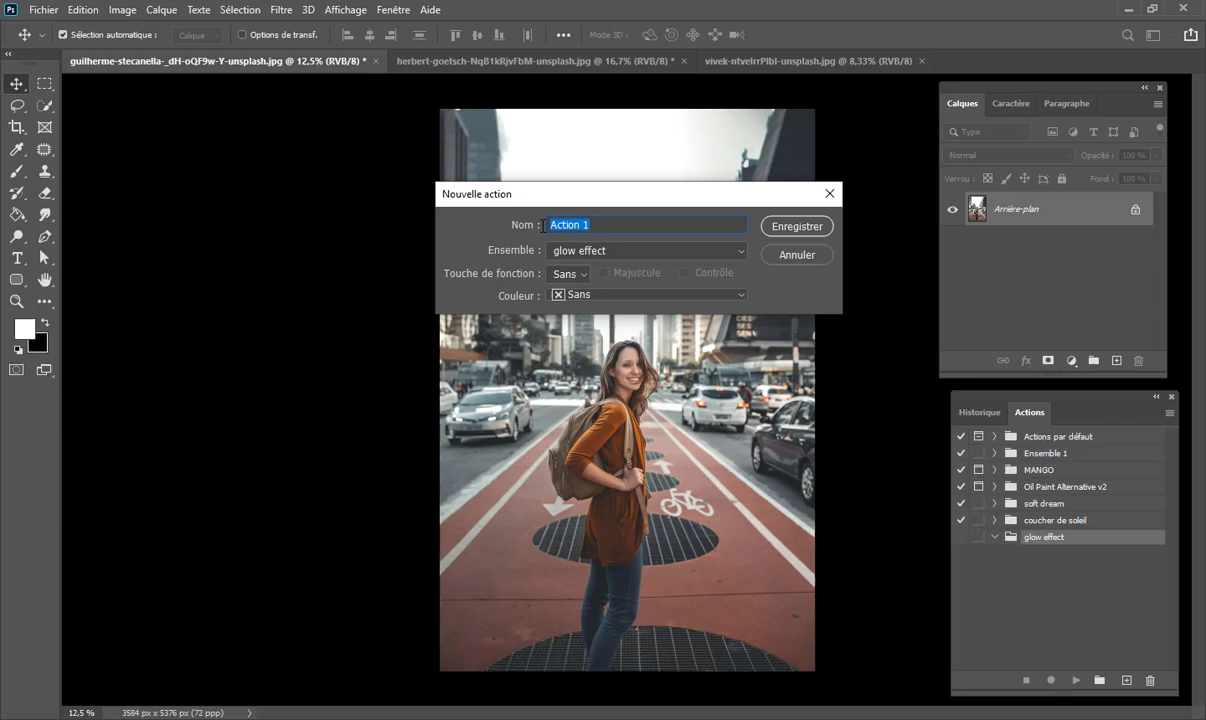 Ps Fichier Edition Image Calque Texte Sélection Filtre 3D Affichage Fenêtre Aide
Sélection automatique : Calque Options de transf. Mode 3D :
guilherme-stecanella-_dH-oQF9w-Y-unsplash.jpg @ 12,5% (RVB/8) * herbert-goetsch-NqB1kRjvFbM-unsplash.jpg @ 16,7% (RVB/8) * vivek-ntvelrrPIbI-unsplash.jpg @ 8,33% (RVB/8)
Calques Caractère Paragraphe
Type
Normal Opacité : 100 %
Verrou : Fond : 100 %
Arrière-plan
Nouvelle action
Nom : Action 1 Enregistrer
Ensemble : glow effect Annuler
Touche de fonction : Sans Majuscule Contrôle
Couleur : Sans
Historique Actions
Actions par défaut
Ensemble 1
MANGO
Oil Paint Alternative v2
soft dream
coucher de soleil
glow effect
12,5 % 3584 px x 5376 px (72 ppp)